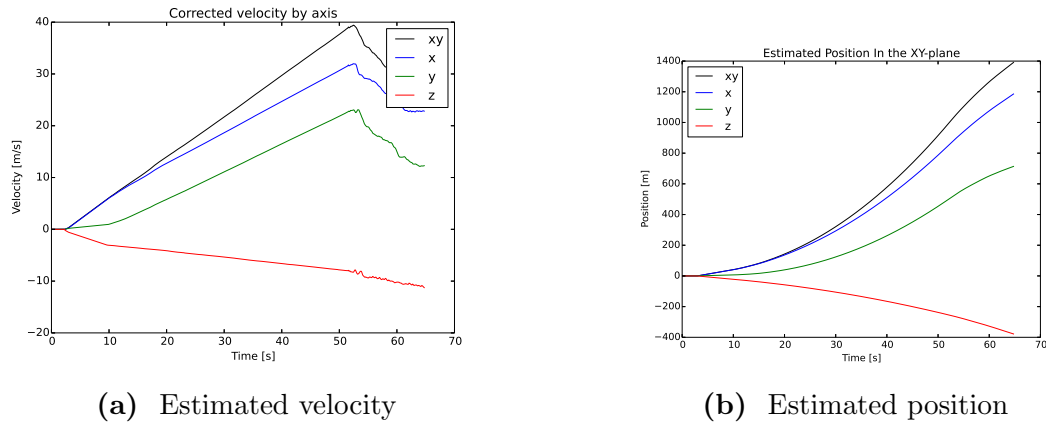 Corrected velocity by axis
40
30
20
10
0
−10
−20
Velocity [m/s]
xy
x
y
z
0 10 20 30 40 50 60 70
Time [s]
(a) Estimated velocity
Estimated Position In the XY-plane
1400
1200
1000
800
600
400
200
0
−200
−400
Position [m]
xy
x
y
z
0 10 20 30 40 50 60 70
Time [s]
(b) Estimated position